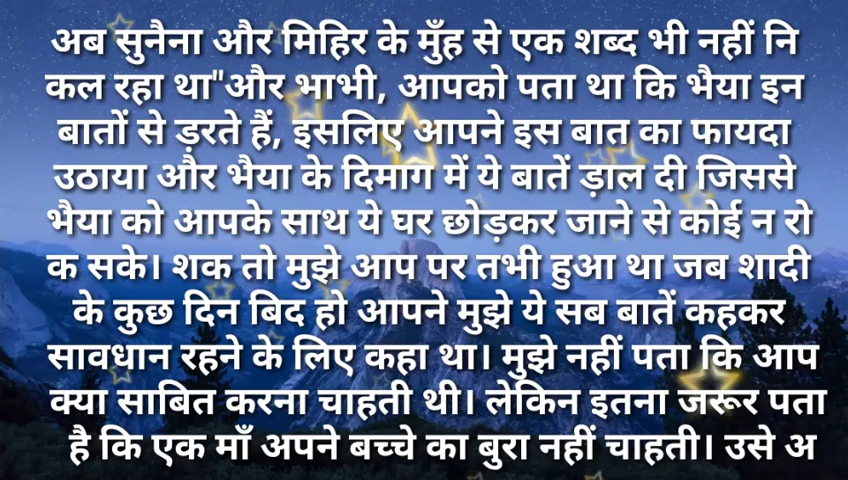 अब सुनैना और मिहिर के मुँह से एक शब्द भी नहीं नि
कल रहा था"और भाभी, आपको पता था कि भैया इन
बातों से ड़रते हैं, इसलिए आपने इस बात का फायदा
उठाया और भैया के दिमाग में ये बातें ड़ाल दी जिससे
भैया को आपके साथ ये घर छोड़कर जाने से कोई न रो
क सके। शक तो मुझे आप पर तभी हुआ था जब शादी
के कुछ दिन बिद हो आपने मुझे ये सब बातें कहकर
सावधान रहने के लिए कहा था। मुझे नहीं पता कि आप
क्या साबित करना चाहती थी। लेकिन इतना जरूर पता
है कि एक माँ अपने बच्चे का बुरा नहीं चाहती। उसे अ